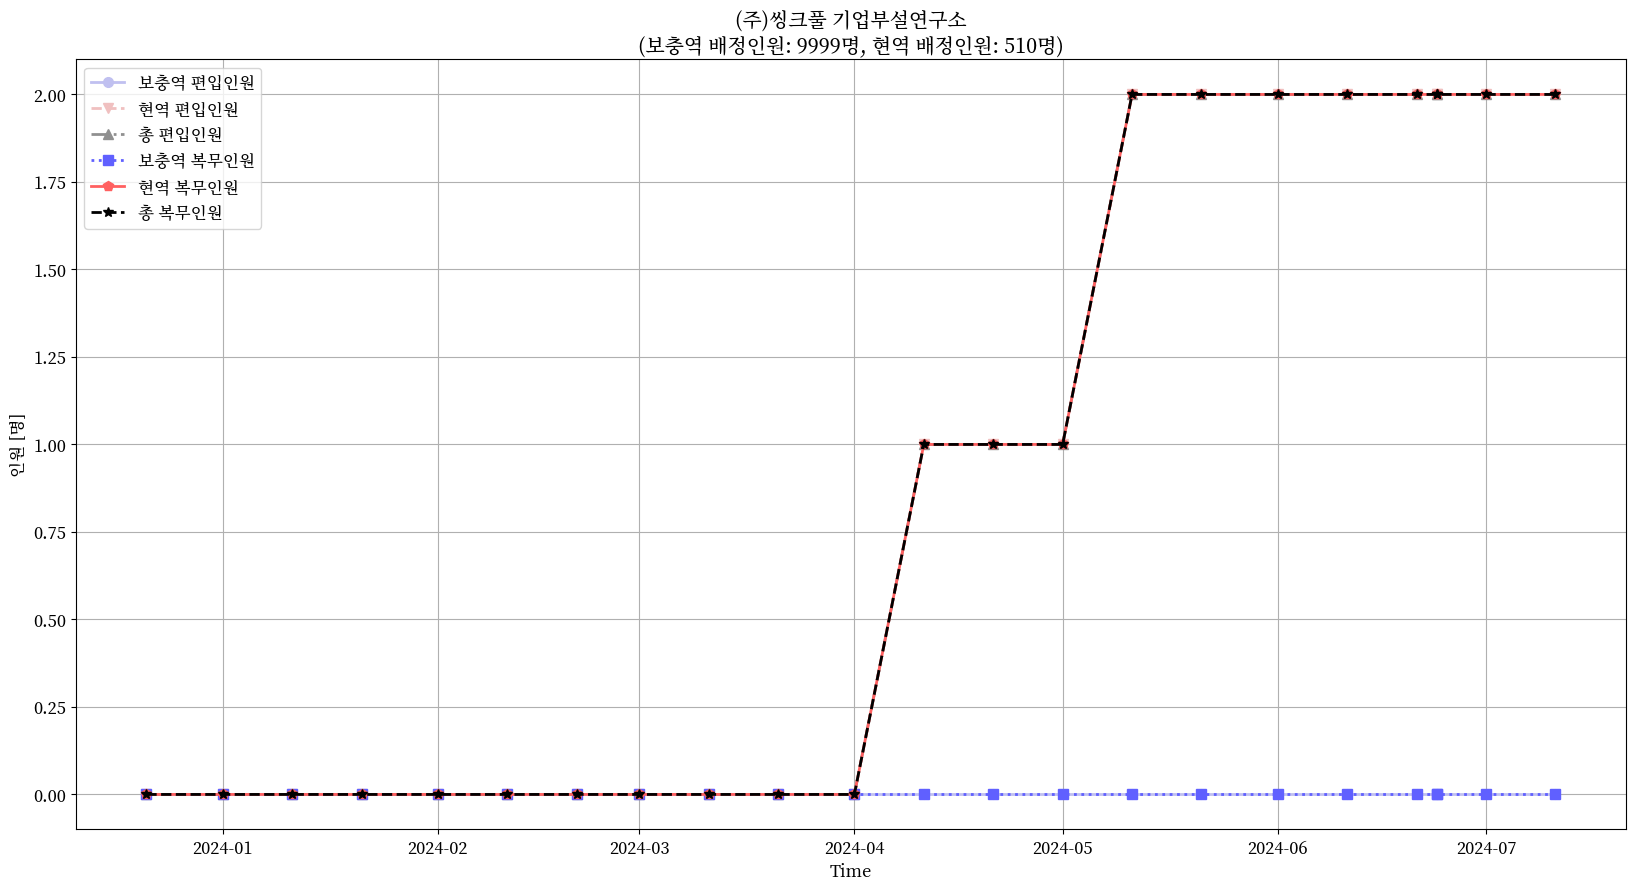 (주)씽크풀 기업부설연구소
(보충역 배정인원: 9999명, 현역 배정인원: 510명)
보충역 편입인원
현역 편입인원
총 편입인원
보충역 복무인원
현역 복무인원
총 복무인원
2.00
1.75
1.50
1.25
1.00
0.75
0.50
0.25
0.00
인원 [명]
2024-01 2024-02 2024-03 2024-04 2024-05 2024-06 2024-07
Time